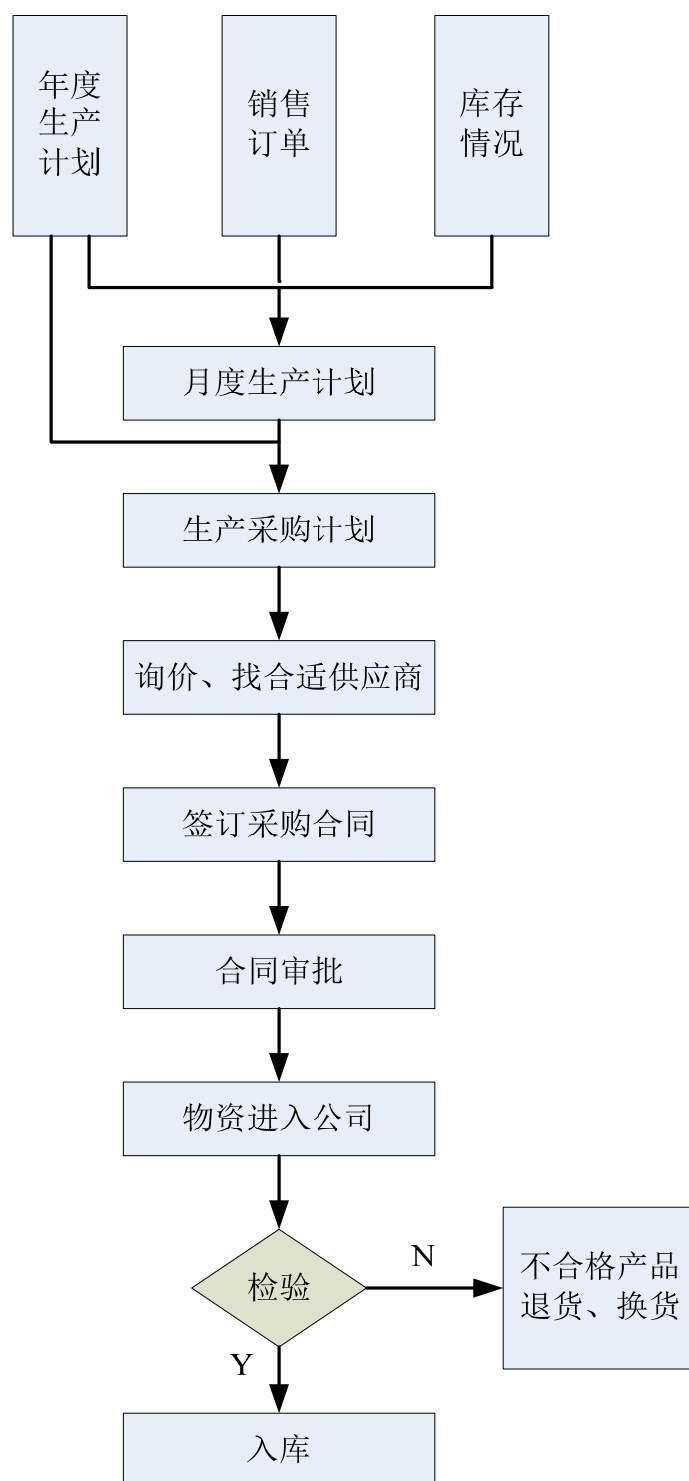 年度
生产
计划
销售
订单
库存
情况
月度生产计划
生产采购计划
询价、找合适供应商
签订采购合同
合同审批
物资进入公司
检验
N
不合格产品
退货、换货
Y
入库